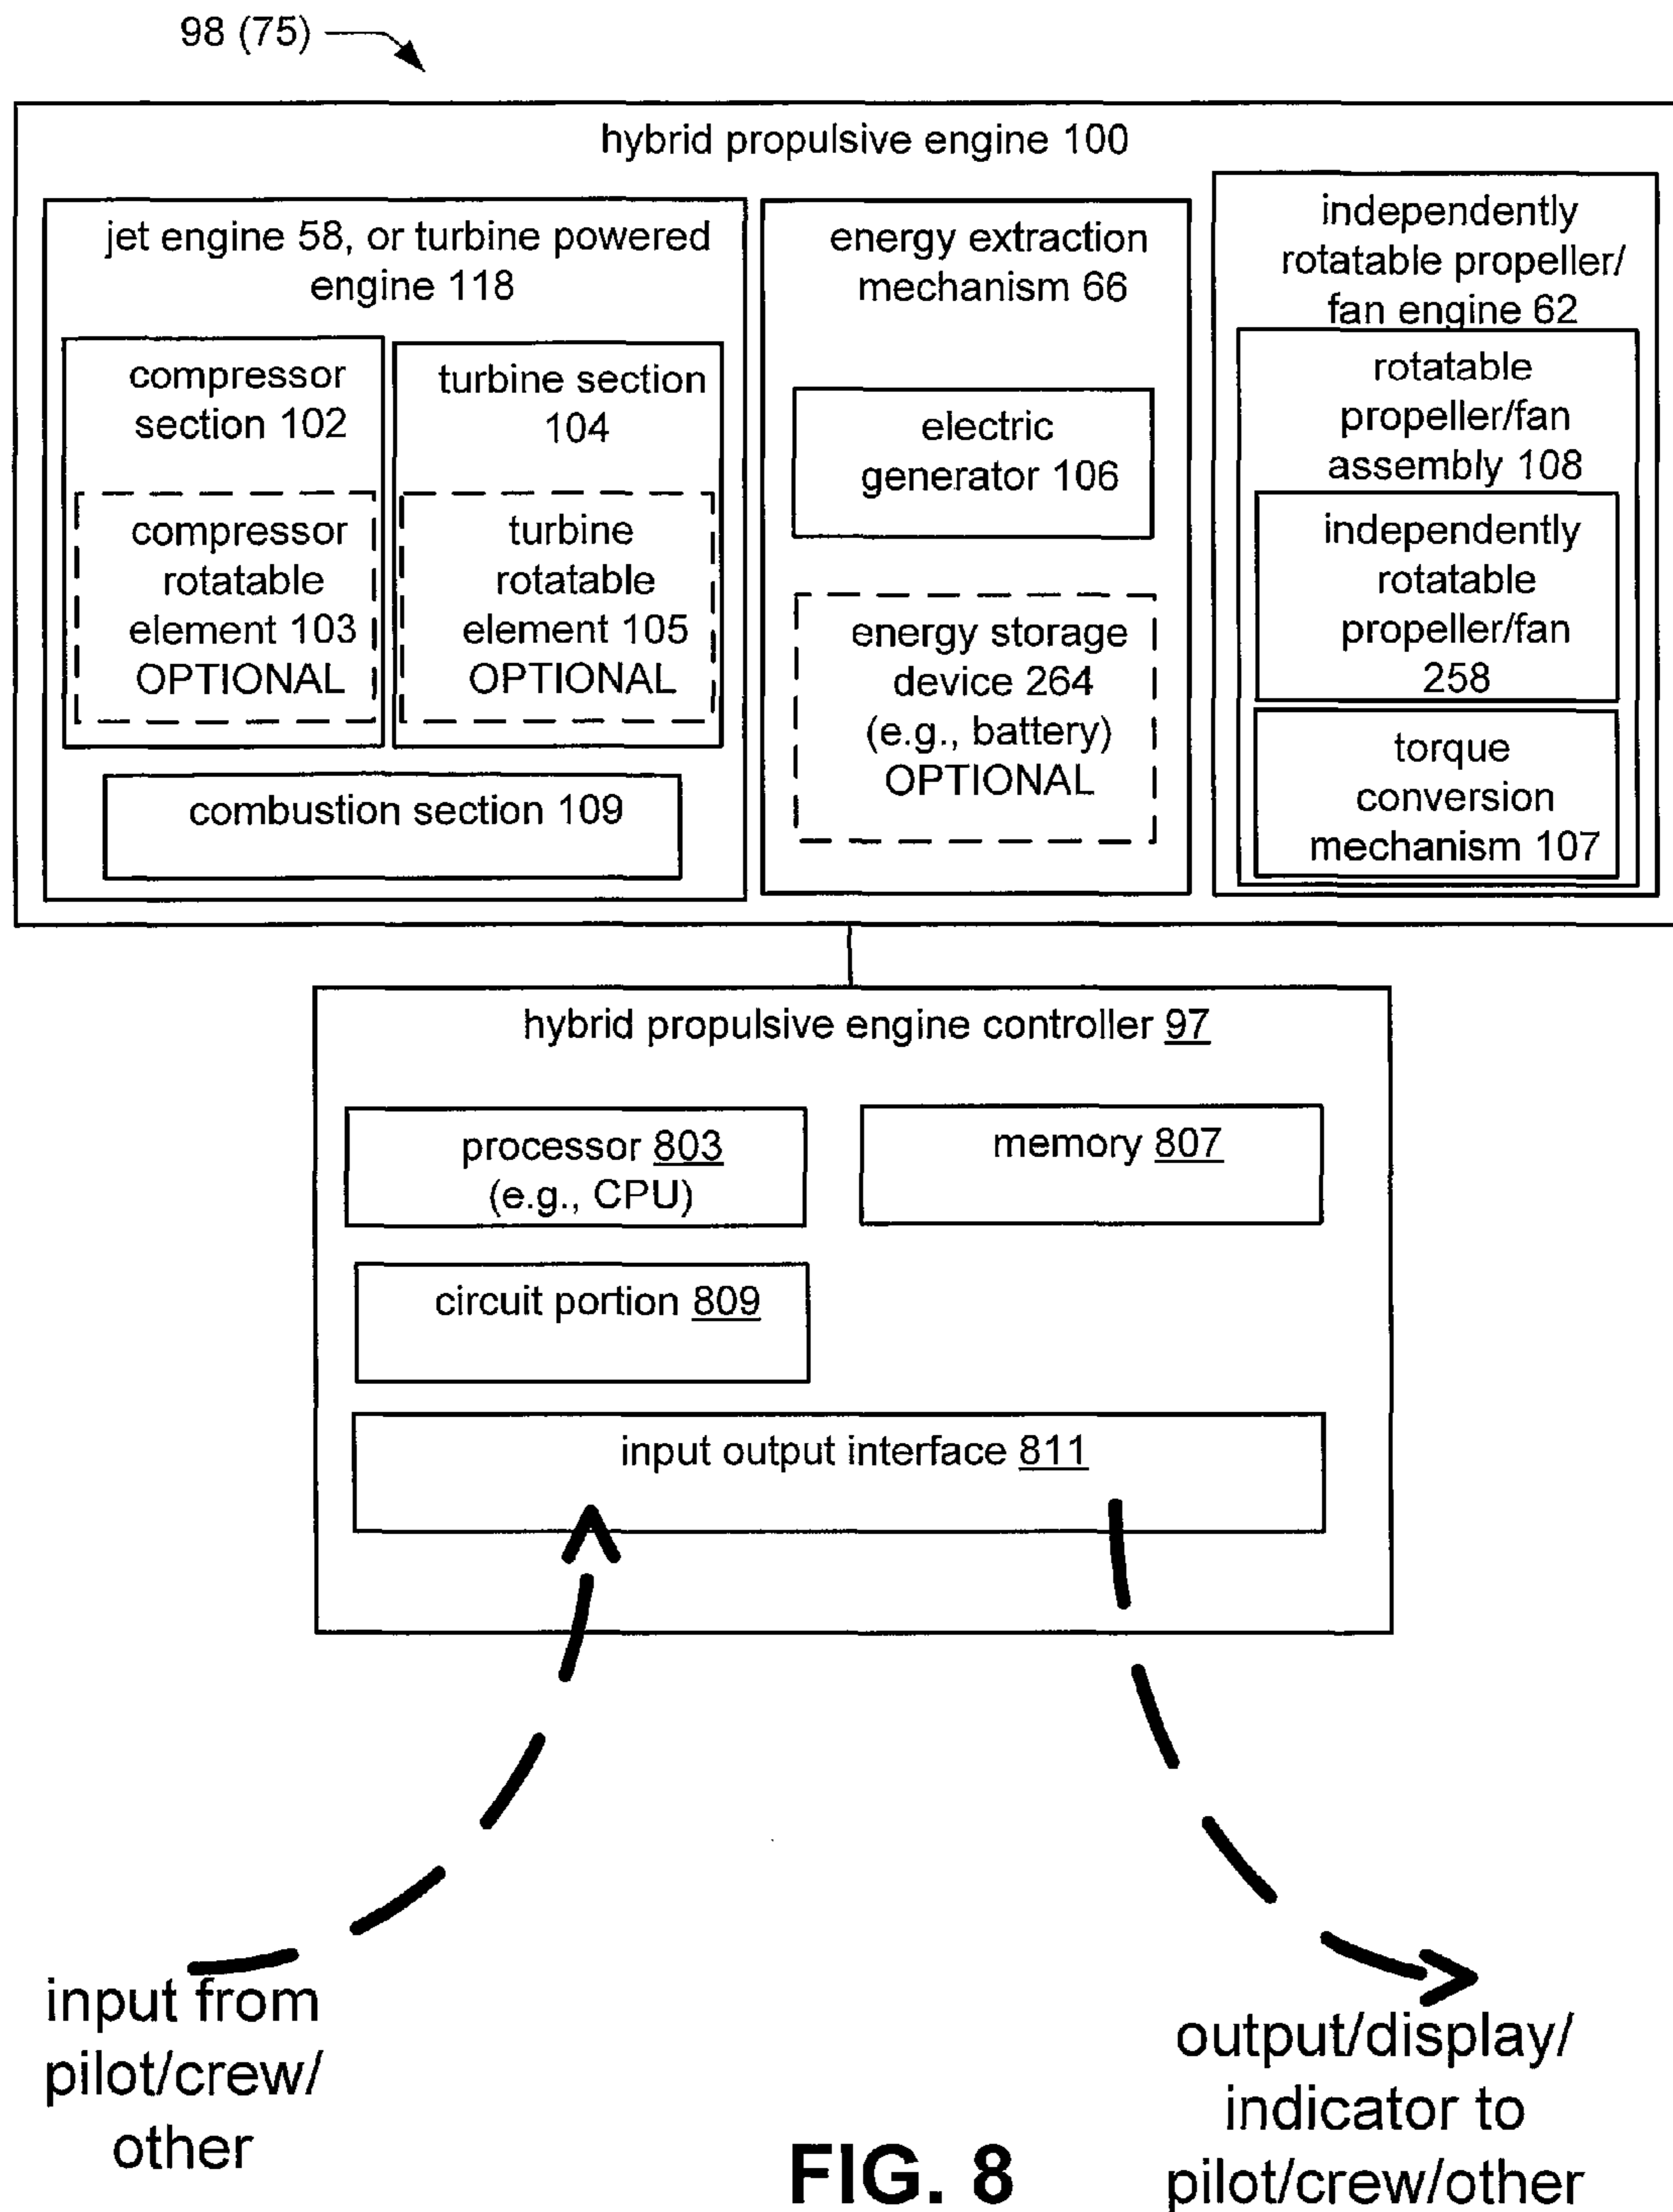 98 (75)
hybrid propulsive engine 100
jet engine 58, or turbine powered
engine 118
compressor
section 102
compressor
rotatable
element 103
OPTIONAL
turbine section
104
turbine
rotatable
element 105
OPTIONAL
combustion section 109
energy extraction
mechanism 66
electric
generator 106
energy storage
device 264
(e.g., battery)
OPTIONAL
independently
rotatable propeller/
fan engine 62
rotatable
propeller/fan
assembly 108
independently
rotatable
propeller/fan
258
torque
conversion
mechanism 107
hybrid propulsive engine controller 97
processor 803
(e.g., CPU)
memory 807
circuit portion 809
input output interface 811
input from
pilot/crew/
other
output/display/
indicator to
pilot/crew/other
FIG. 8